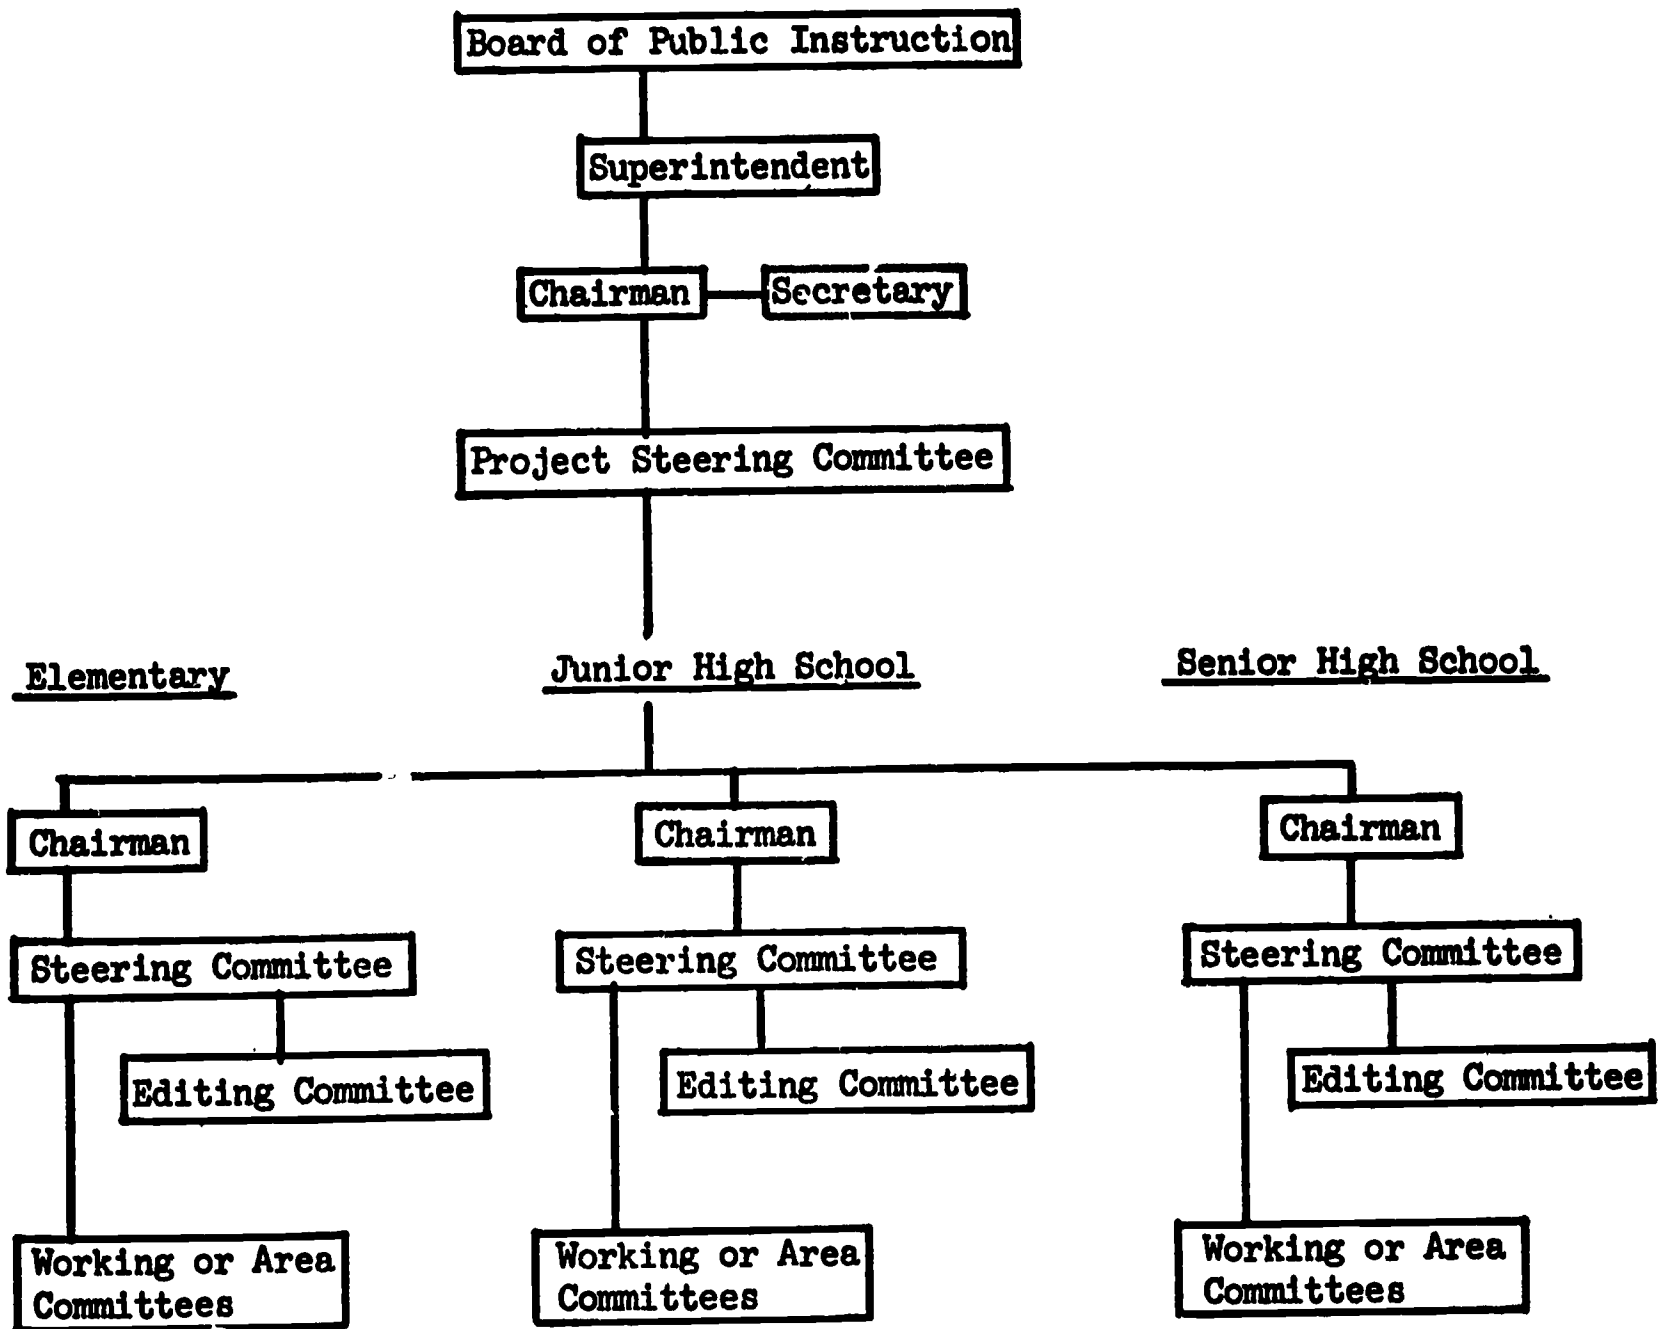 Board of Public Instruction
Superintendent
Chairman
Secretary
Project Steering Committee
Elementary
Junior High School
Senior High School
Chairman
Chairman
Chairman
Steering Committee
Steering Committee
Steering Committee
Editing Committee
Editing Committee
Editing Committee
Working or Area
Committees
Working or Area
Committees
Working or Area
Committees